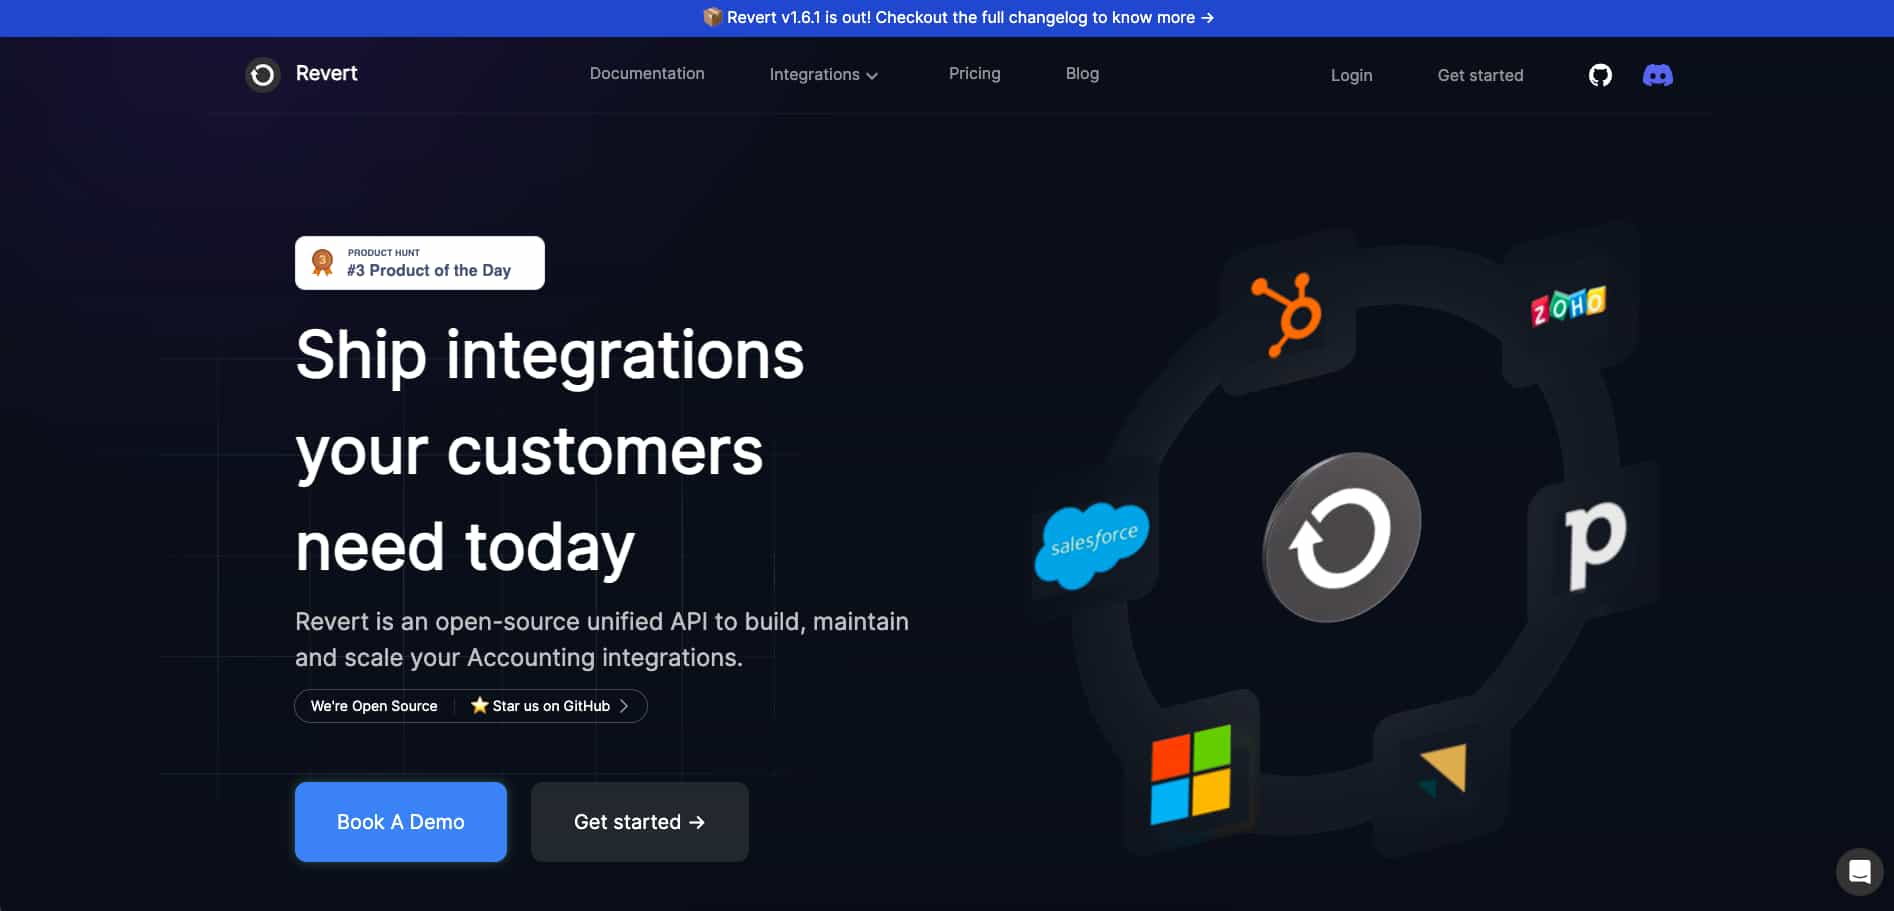 📦 Revert v1.6.1 is out! Checkout the full changelog to know more →
Revert
Documentation
Integrations
Pricing
Blog
Login
Get started
3
PRODUCT HUNT
#3 Product of the Day
Ship integrations
your customers
need today
Revert is an open-source unified API to build, maintain
and scale your Accounting integrations.
We're Open Source
⭐ Star us on GitHub
Book A Demo
Get started →
ZOHO
salesforce
p